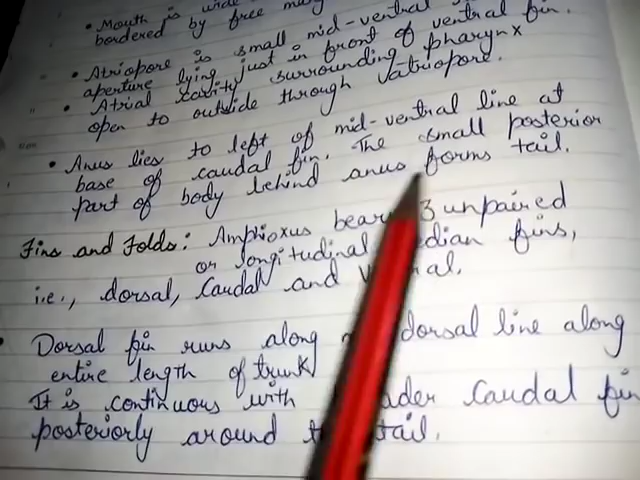 • Mouth is wide
bordered by free
• Atriopore is small mid-ventral
aperture lying just in front of ventral fin.
• Atrial cavity surrounding pharynx
open to outside through atriopore.
• Anus lies to left of mid-ventral line at
base of caudal fin. The small posterior
part of body behind anus forms tail.
Fins and Folds: Amphioxus 3 unpaired
or longitudinal fins,
i.e., dorsal, Caudal and
• Dorsal fin runs along dorsal line along
entire length of trunk
It is continuous with Caudal fin
posteriorly around tail.